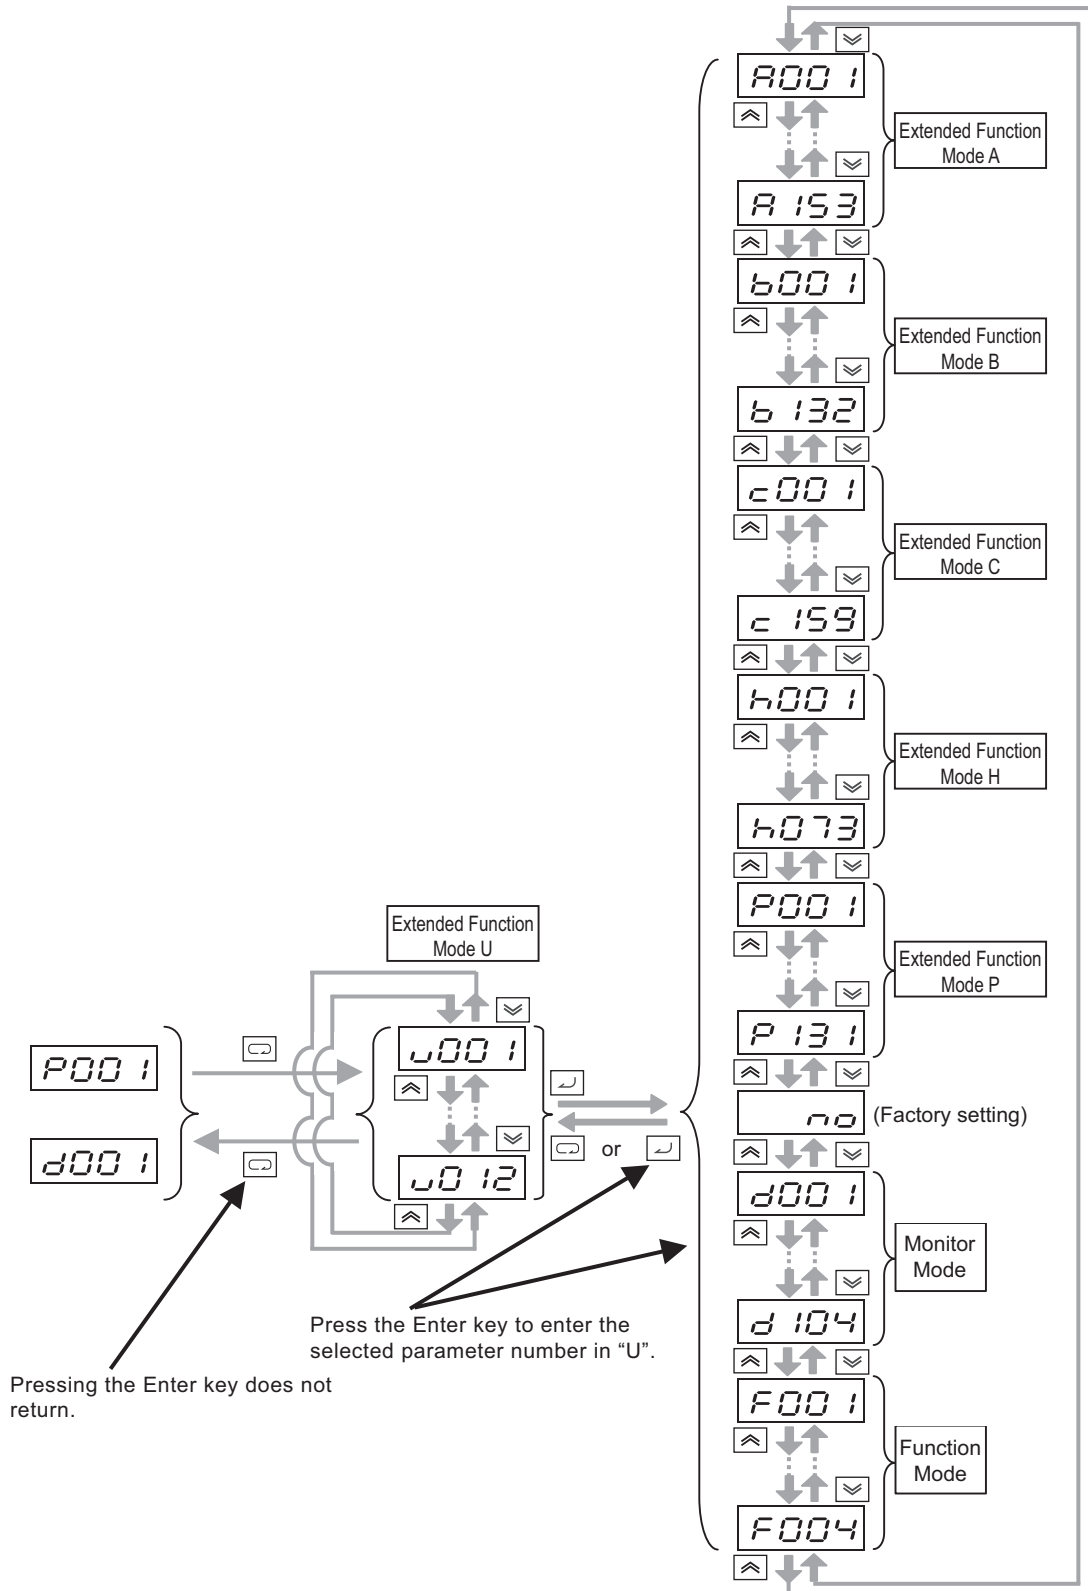 A001
Extended Function
Mode A
A153
b001
Extended Function
Mode B
b132
c001
Extended Function
Mode C
c159
h001
Extended Function
Mode H
h073
P001
Extended Function
Mode P
P131
no
(Factory setting)
d001
Monitor
Mode
d104
F001
Function
Mode
F004
Extended Function
Mode U
P001
d001
u001
u012
or
Press the Enter key to enter the
selected parameter number in “U”.
Pressing the Enter key does not
return.